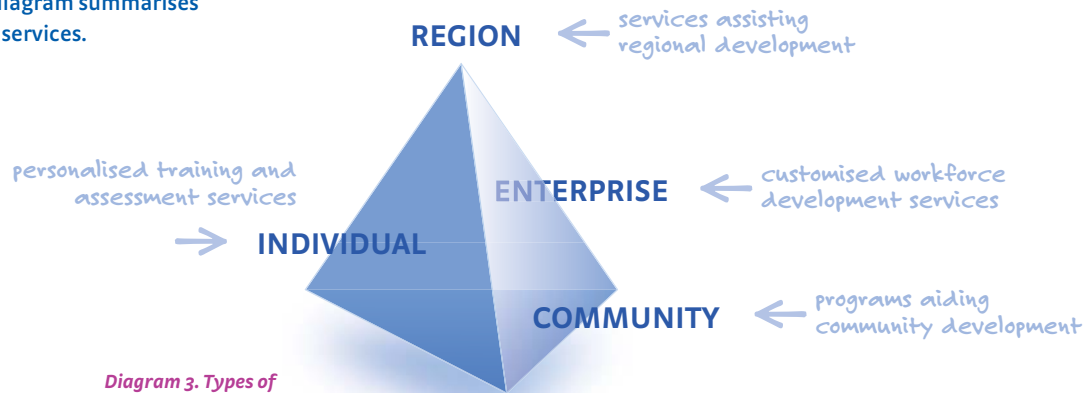 diagram summarises
services.
REGION
services assisting
regional development
personalised training and
assessment services
INDIVIDUAL
ENTERPRISE
customised workforce
development services
COMMUNITY
programs aiding
community development
Diagram 3. Types of